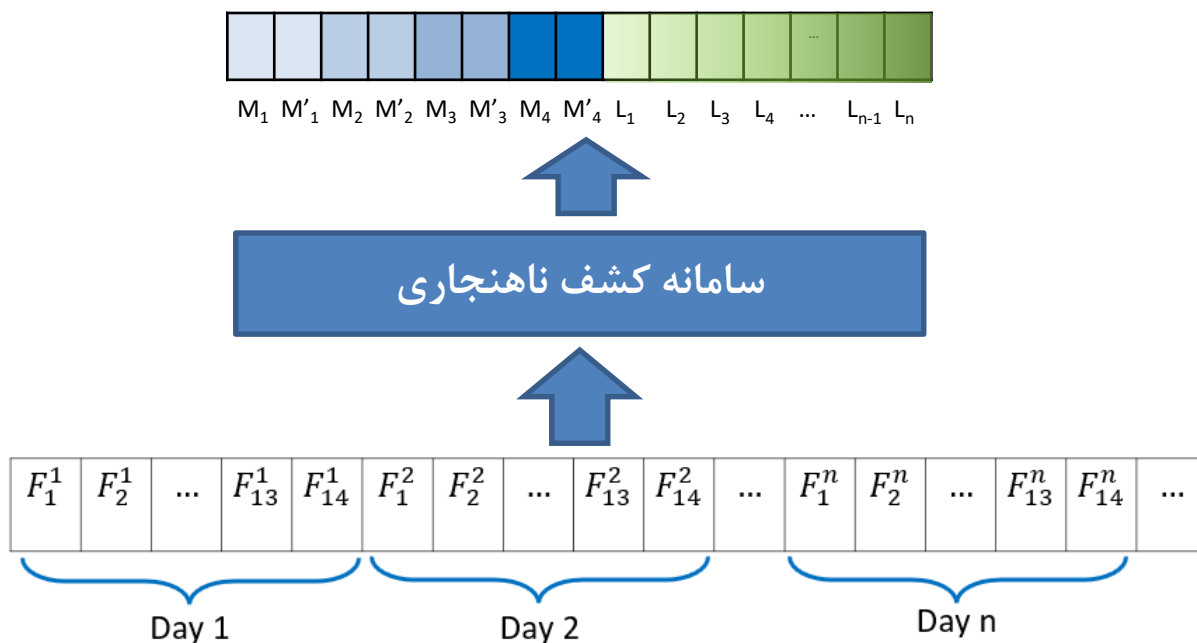 ...
M₁ M’₁ M₂ M’₂ M₃ M’₃ M₄ M’₄ L₁ L₂ L₃ L₄ ... Lₙ₋₁ Lₙ
سامانه کشف ناهنجاری
F₁¹ F₂¹ ... F₁₃¹ F₁₄¹ F₁² F₂² ... F₁₃² F₁₄² ... F₁ⁿ F₂ⁿ ... F₁₃ⁿ F₁₄ⁿ ...
Day 1 Day 2 Day n